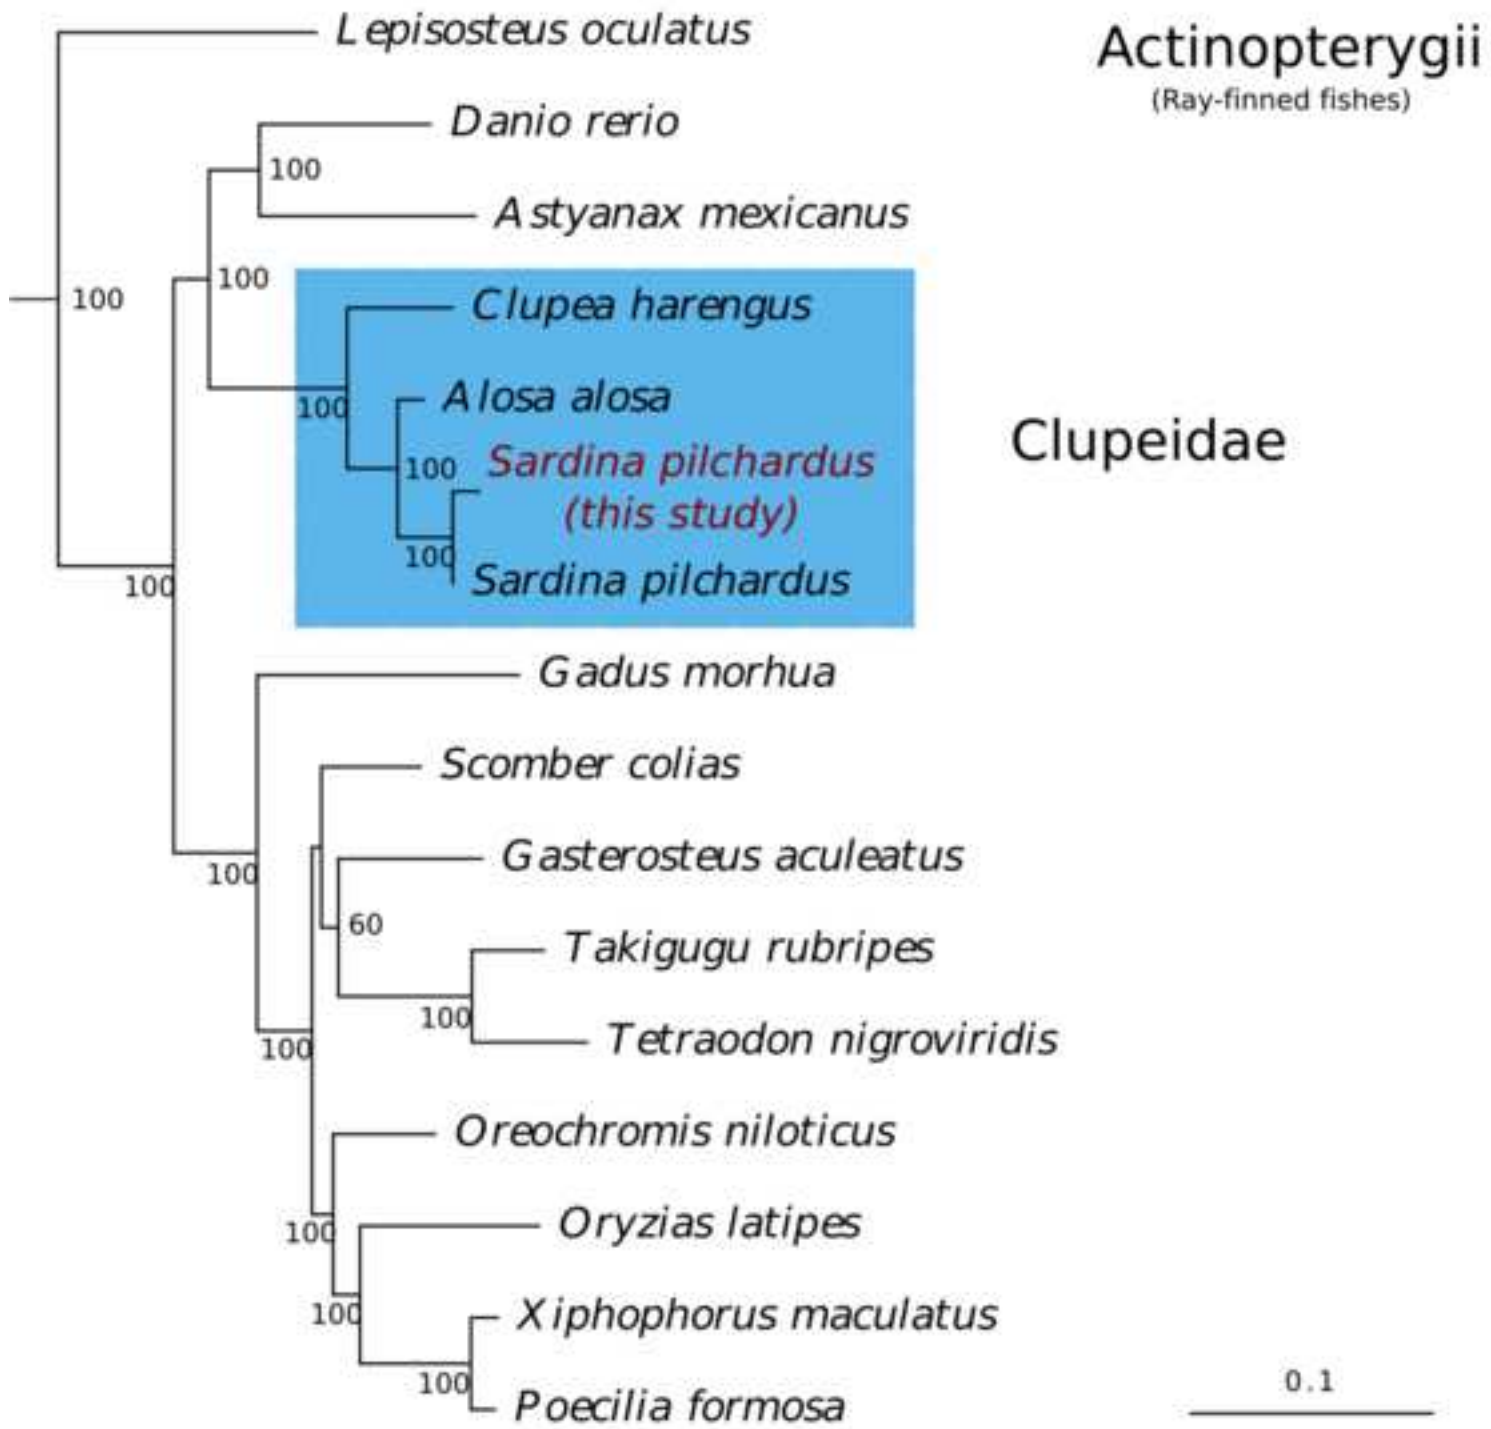 Lepisosteus oculatus
Actinopterygii
(Ray-finned fishes)
Danio rerio
100
Astyanax mexicanus
100
100
Clupea harengus
Alosa alosa
100
Clupeidae
Sardina pilchardus
100
(this study)
100
Sardina pilchardus
100
Gadus morhua
Scomber colias
100
Gasterosteus aculeatus
60
Takigugu rubripes
100
Tetraodon nigroviridis
100
Oreochromis niloticus
100
Oryzias latipes
100
Xiphophorus maculatus
100
Poecilia formosa
0.1